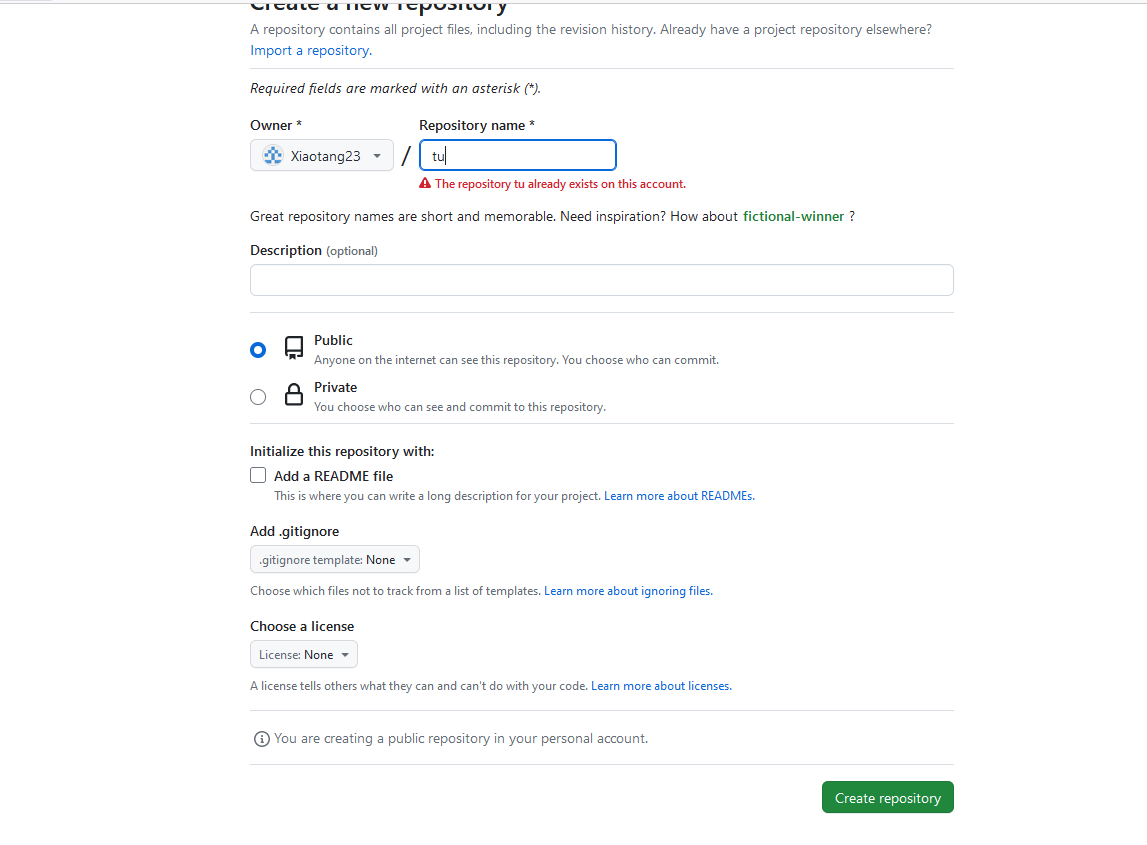 Create a new repository
A repository contains all project files, including the revision history. Already have a project repository elsewhere?
Import a repository.
Required fields are marked with an asterisk (*).
Owner * Repository name *
Xiaotang23 / tu
The repository tu already exists on this account.
Great repository names are short and memorable. Need inspiration? How about fictional-winner ?
Description (optional)
Public
Anyone on the internet can see this repository. You choose who can commit.
Private
You choose who can see and commit to this repository.
Initialize this repository with:
Add a README file
This is where you can write a long description for your project. Learn more about READMEs.
Add .gitignore
.gitignore template: None
Choose which files not to track from a list of templates. Learn more about ignoring files.
Choose a license
License: None
A license tells others what they can and can't do with your code. Learn more about licenses.
You are creating a public repository in your personal account.
Create repository